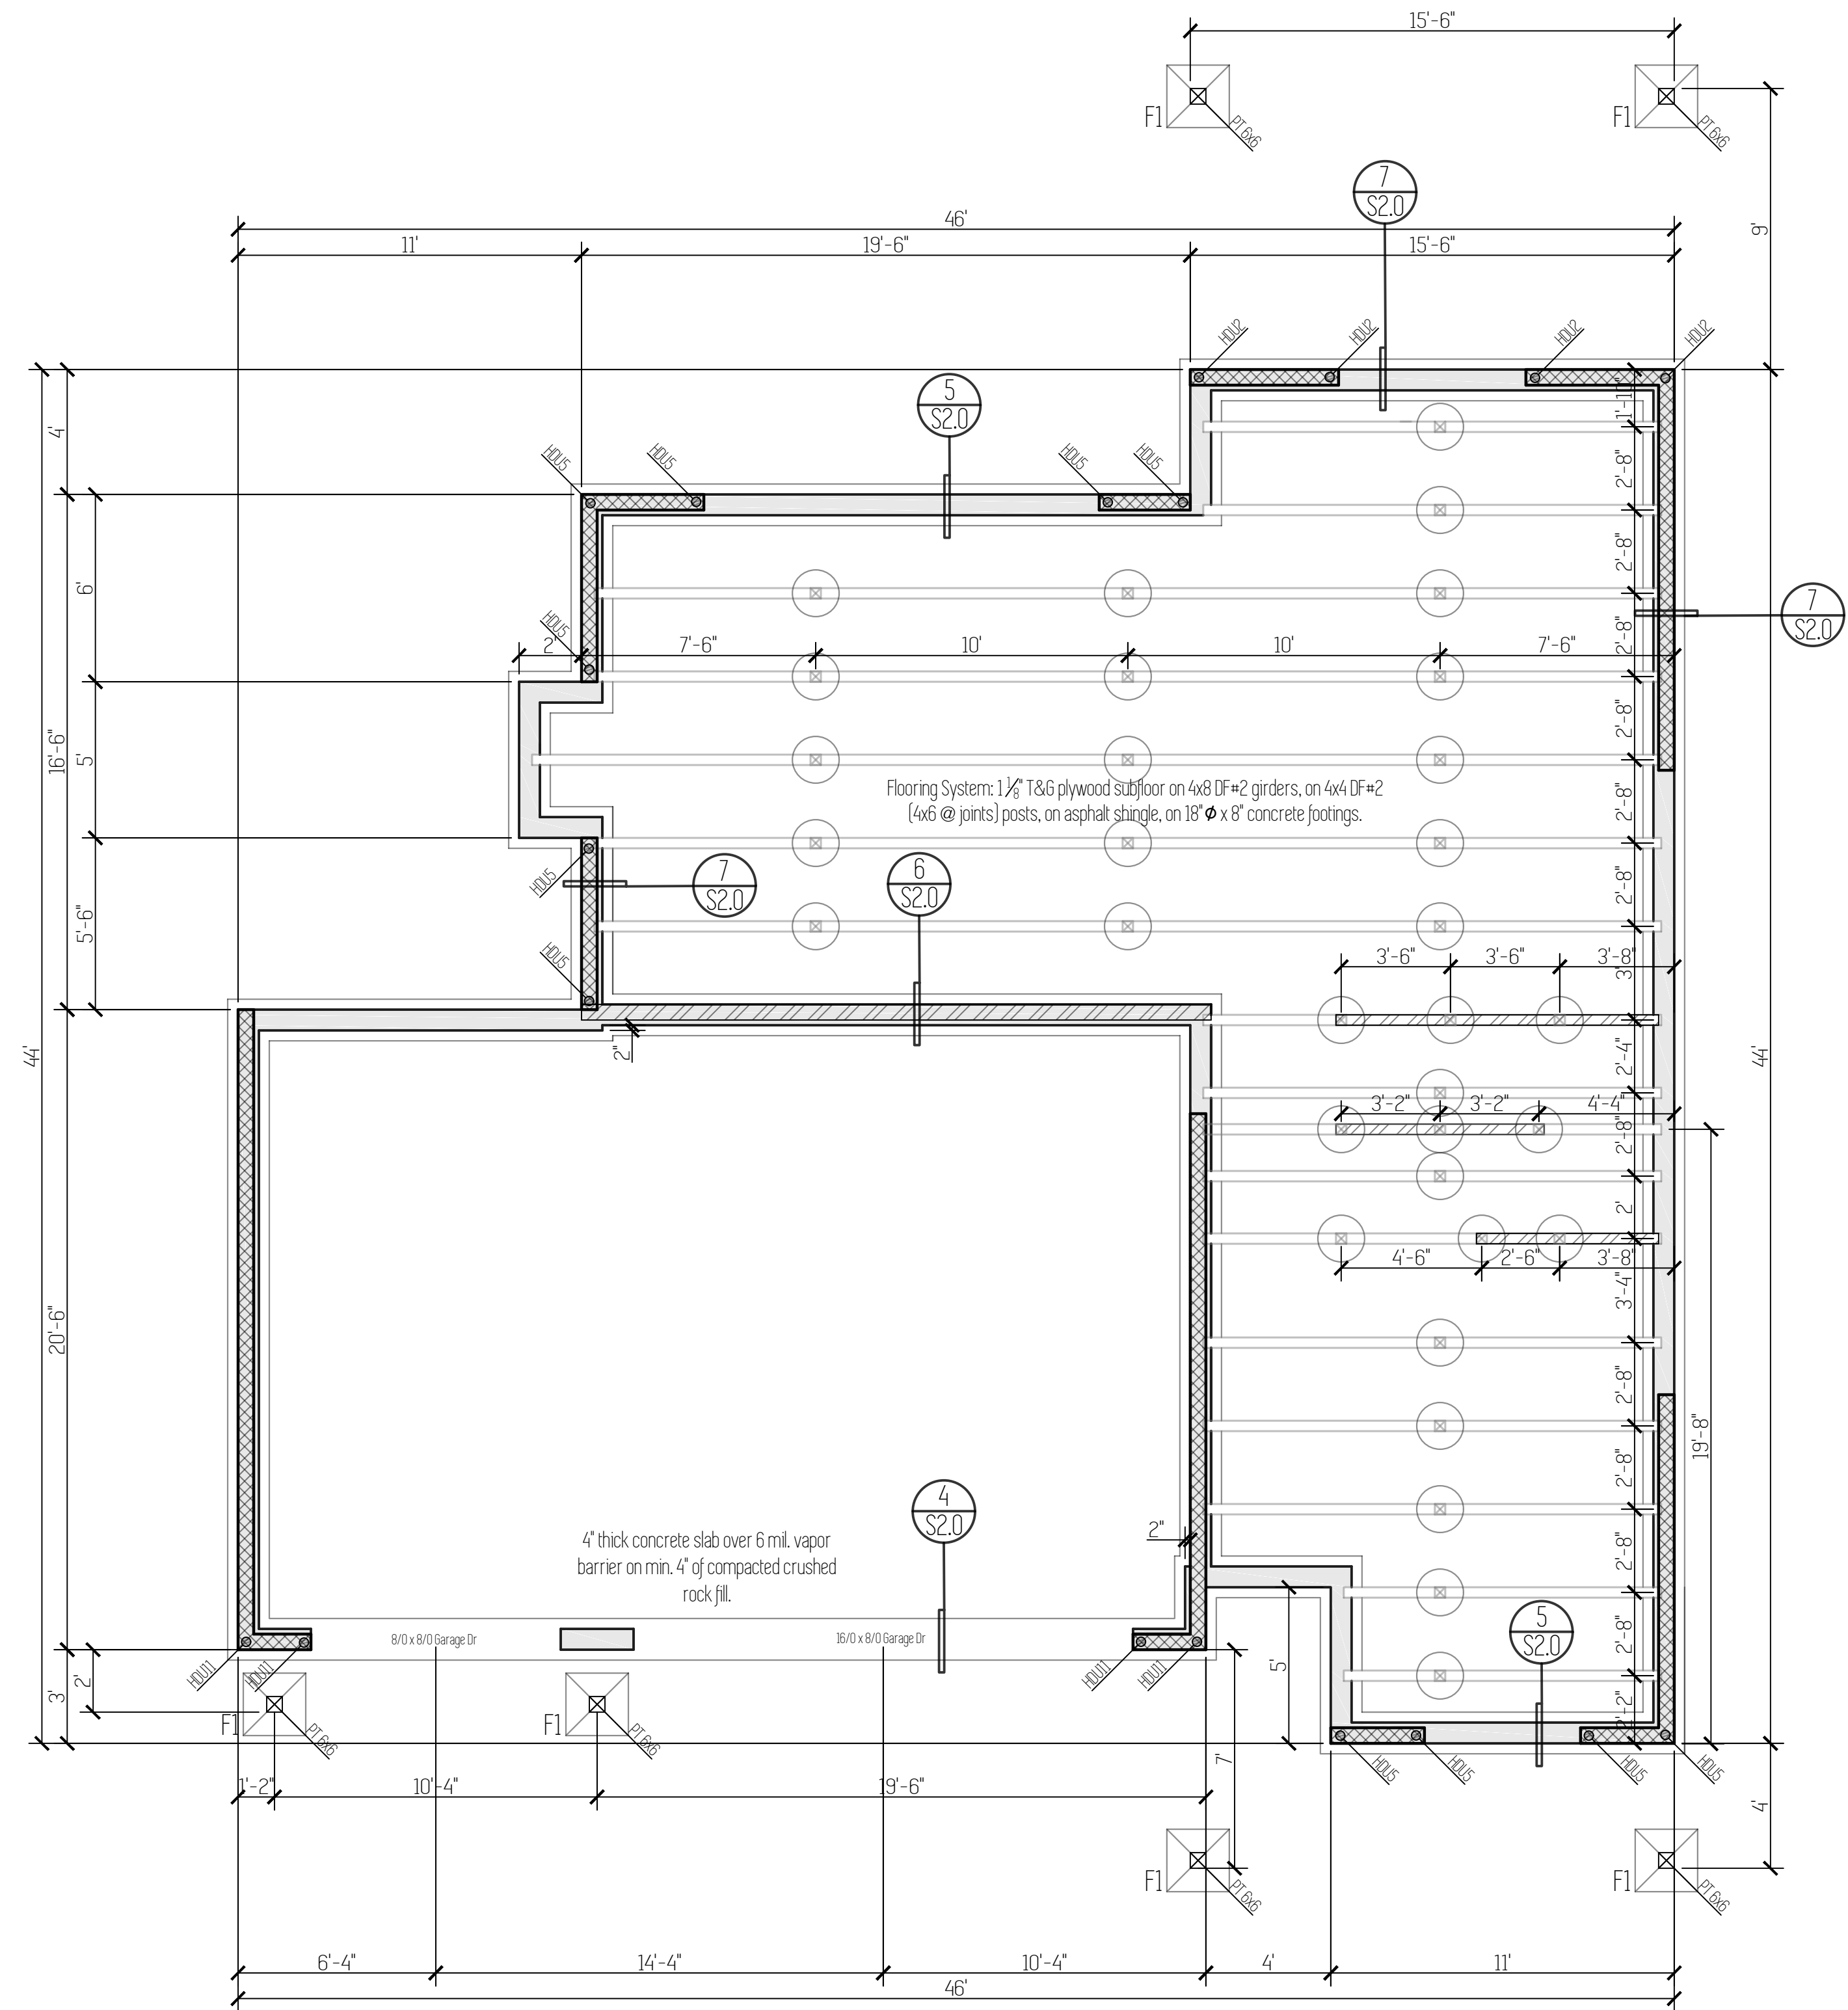 15'-6"
F1
PT 6x6
F1
PT 6x6
7
S2.0
9'
46'
11'
19'-6"
15'-6"
HDU2
HDU2
HDU2
HDU2
5
S2.0
4'
1'-10"
HDU5
HDU5
HDU5
HDU5
2'-8"
2'-8"
7
S2.0
6'
HDU5
2'
7'-6"
10'
10'
7'-6"
2'-8"
2'-8"
16'-6"
5'
Flooring System: 1 1/8" T&G plywood subfloor on 4x8 DF#2 girders, on 4x4 DF#2
(4x6 @ joints) posts, on asphalt shingle, on 18" ϕ x 8" concrete footings.
2'-8"
7
S2.0
6
S2.0
HDU5
2'-8"
5'-6"
HDU5
3'-6"
3'-6"
3'-8"
3'
2"
44'
44'
2'-4"
3'-2"
3'-2"
4'-4"
2'-8"
2'
4'-6"
2'-6"
3'-8"
3'-4"
20'-6"
2'-8"
19'-8"
2'-8"
4
S2.0
2"
4" thick concrete slab over 6 mil. vapor
barrier on min. 4" of compacted crushed
rock fill.
2'-8"
5
S2.0
8/0 x 8/0 Garage Dr
16/0 x 8/0 Garage Dr
2'-8"
HDU11
HDU11
HDU11
HDU11
5'
2'
3'
2'-2"
F1
PT 6x6
F1
PT 6x6
7'
HDU5
HDU5
HDU5
HDU5
1'-2"
10'-4"
19'-6"
4'
F1
PT 6x6
F1
PT 6x6
6'-4"
14'-4"
10'-4"
4'
11'
46'